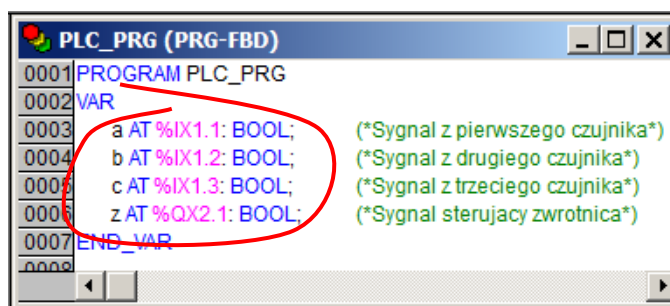 PLC_PRG (PRG-FBD)
0001 PROGRAM PLC_PRG
0002 VAR
0003 a AT %IX1.1: BOOL; (*Sygnal z pierwszego czujnika*)
0004 b AT %IX1.2: BOOL; (*Sygnal z drugiego czujnika*)
0005 c AT %IX1.3: BOOL; (*Sygnal z trzeciego czujnika*)
0006 z AT %QX2.1: BOOL; (*Sygnal sterujacy zwrotnica*)
0007 END_VAR
0008